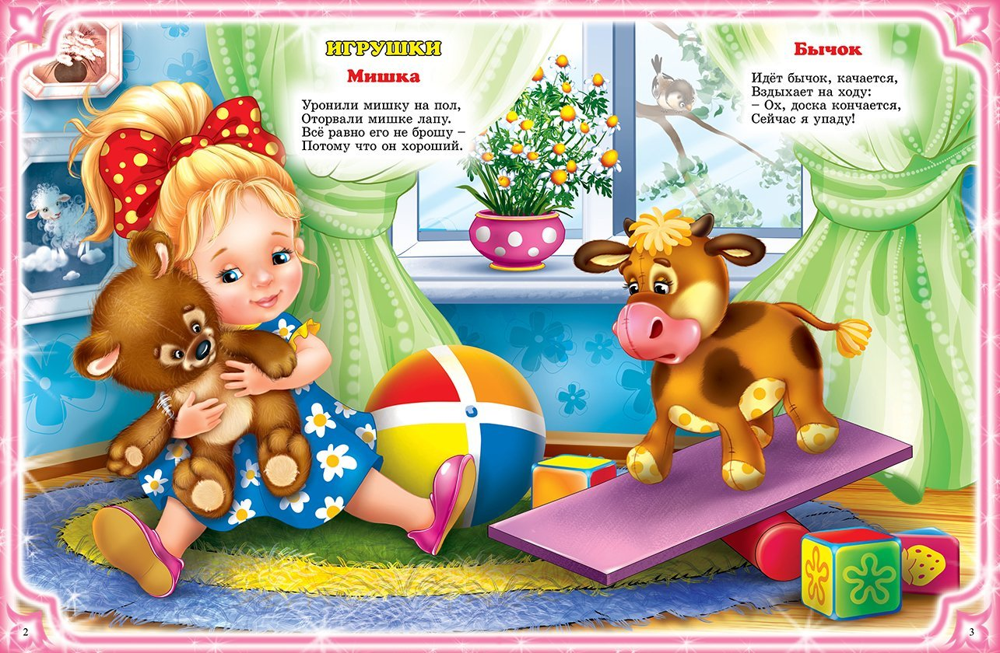 ИГРУШКИ
Мишка
Уронили мишку на пол,
Оторвали мишке лапу.
Всё равно его не брошу –
Потому что он хороший.
Бычок
Идёт бычок, качается,
Вздыхает на ходу:
– Ох, доска кончается,
Сейчас я упаду!
2
3